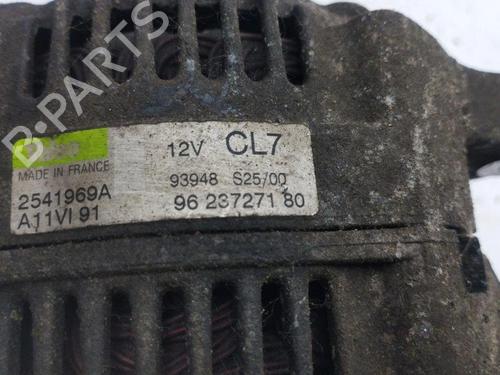 B-PARTS
MADE IN FRANCE
12V CL7
2541969A 93948 S25/00
A11VI 91 96 237271 80